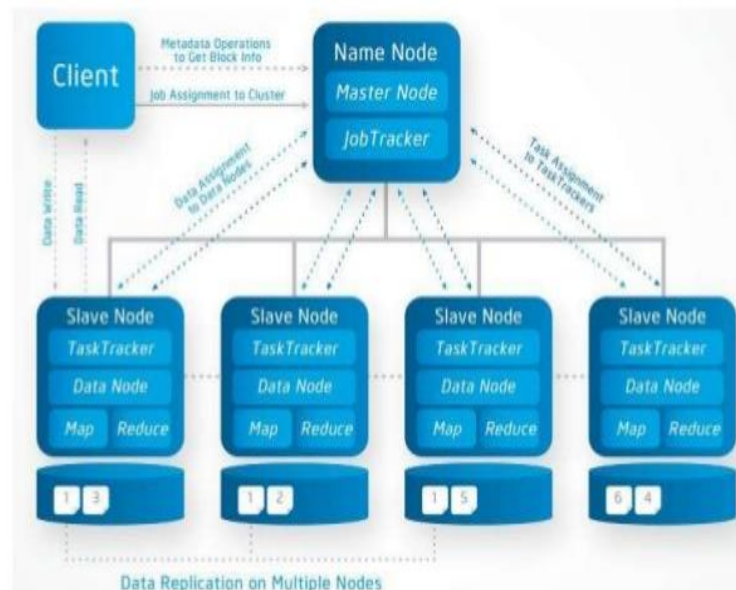 Client
Metadata Operations
to Get Block Info
Job Assignment to Cluster
Name Node
Master Node
JobTracker
Data Write
Data Read
Data Assignment
to Data Nodes
Task Assignment
to TaskTrackers
Slave Node
TaskTracker
Data Node
Map Reduce
1 3
Slave Node
TaskTracker
Data Node
Map Reduce
1 2
Slave Node
TaskTracker
Data Node
Map Reduce
1 5
Slave Node
TaskTracker
Data Node
Map Reduce
6 4
Data Replication on Multiple Nodes